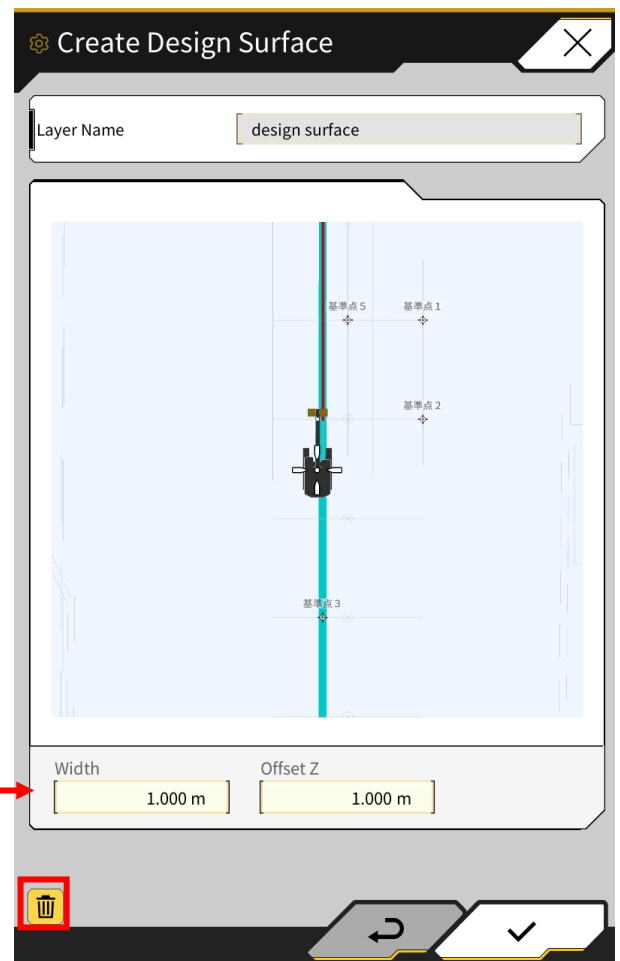 Create Design Surface
Layer Name
design surface
基準点５ 基準点１
基準点２
基準点３
Width Offset Z
1.000 m 1.000 m